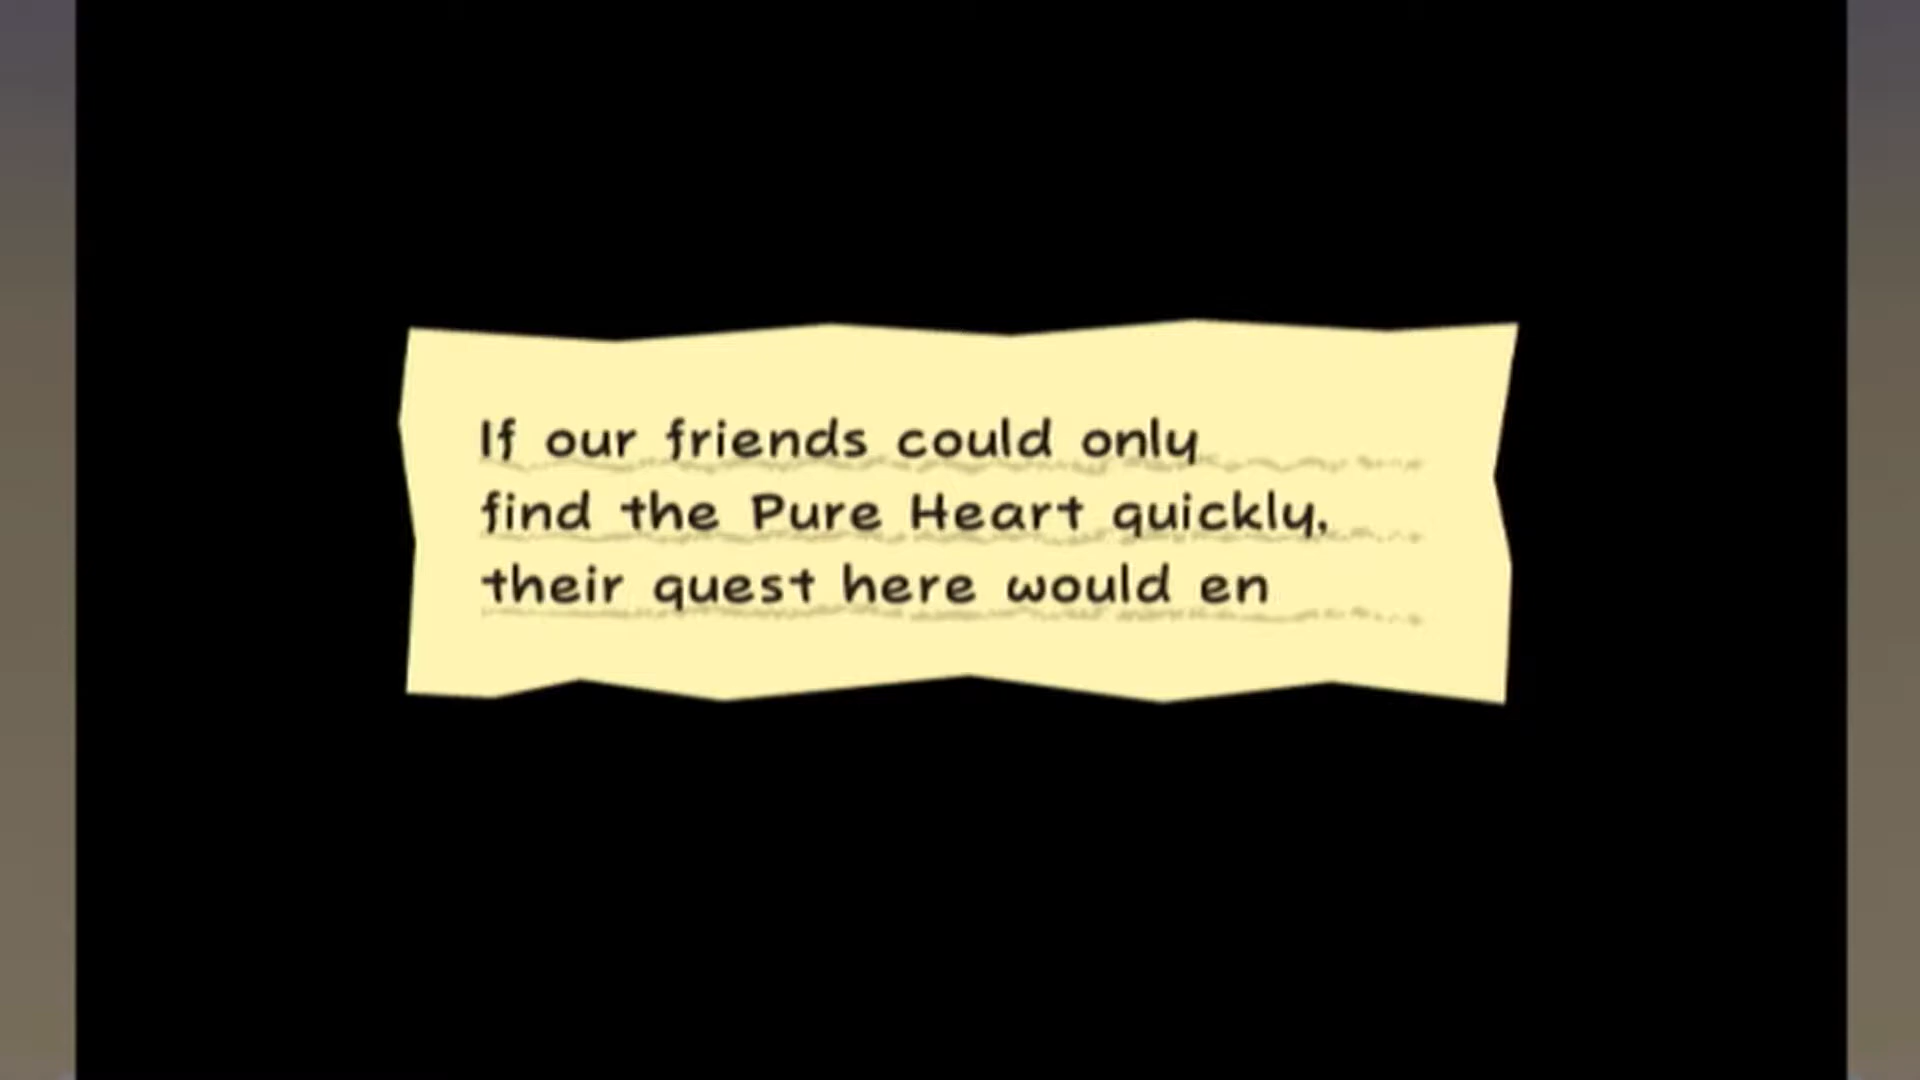 If our friends could only
find the Pure Heart quickly,
their quest here would en